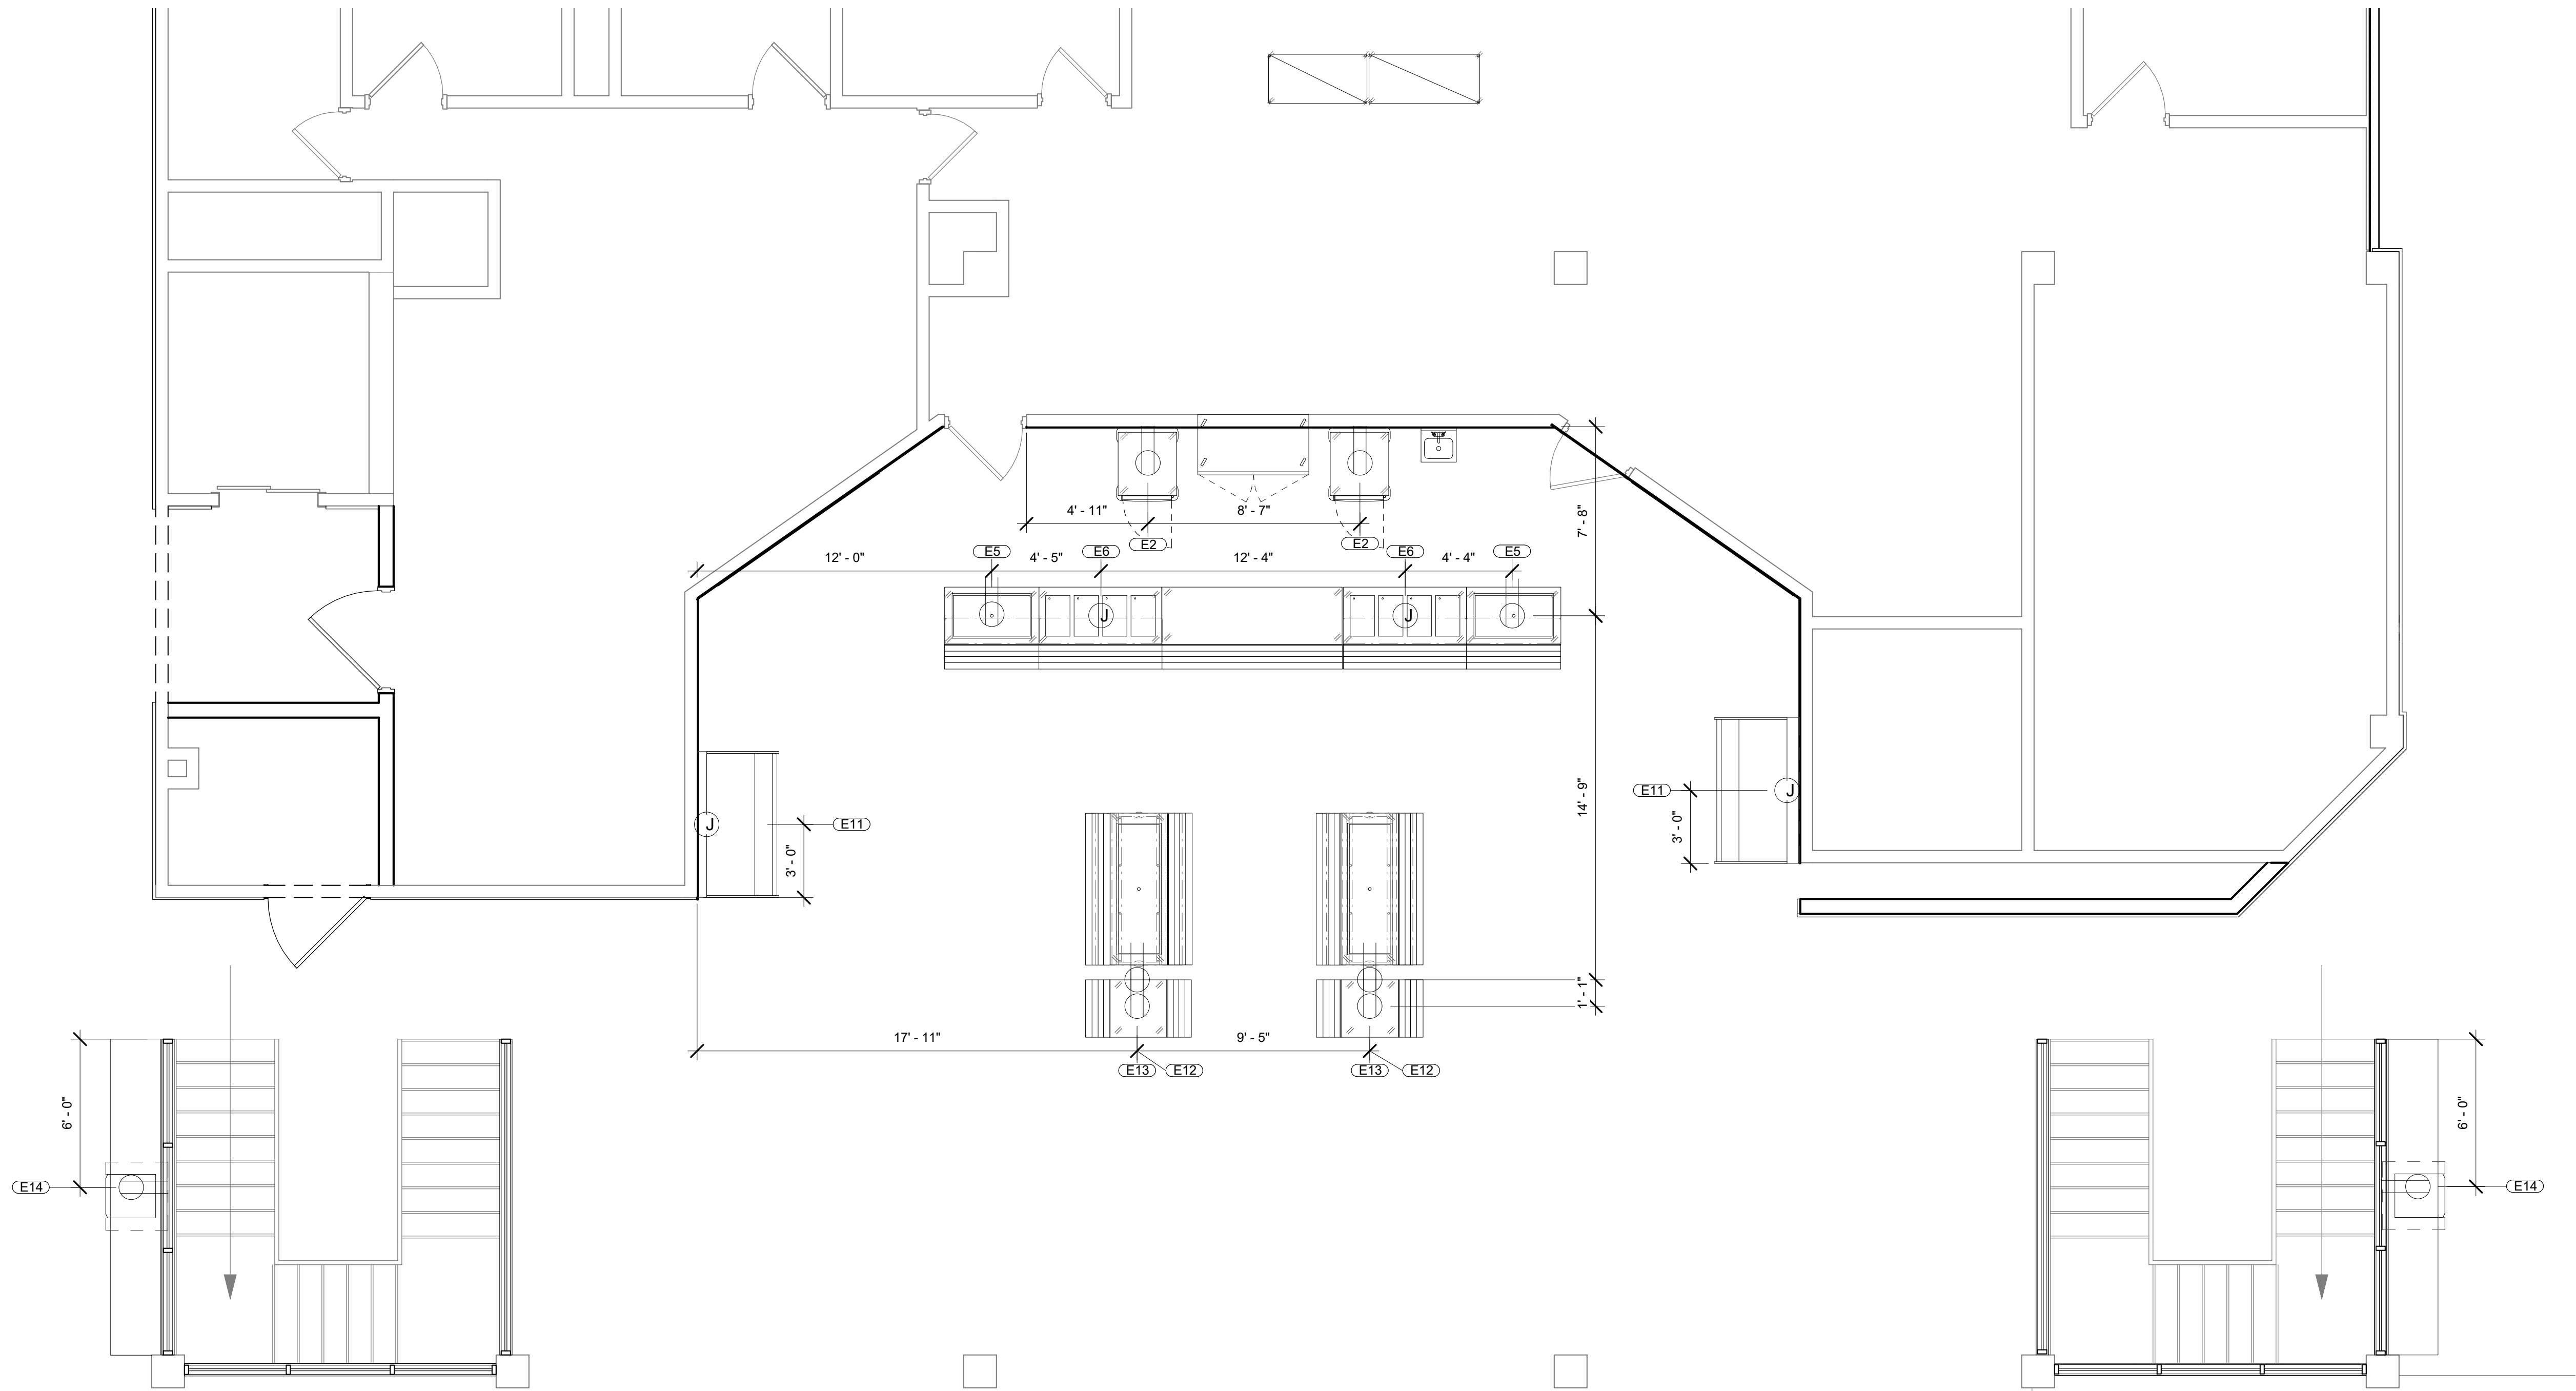 4' - 11"
8' - 7"
7' - 8"
E2
E2
E5
E6
E6
E5
12' - 0"
4' - 5"
12' - 4"
4' - 4"
J
J
E11
J
14' - 9"
3' - 0"
J
E11
3' - 0"
1' - 1"
17' - 11"
9' - 5"
E13
E12
E13
E12
6' - 0"
6' - 0"
E14
E14